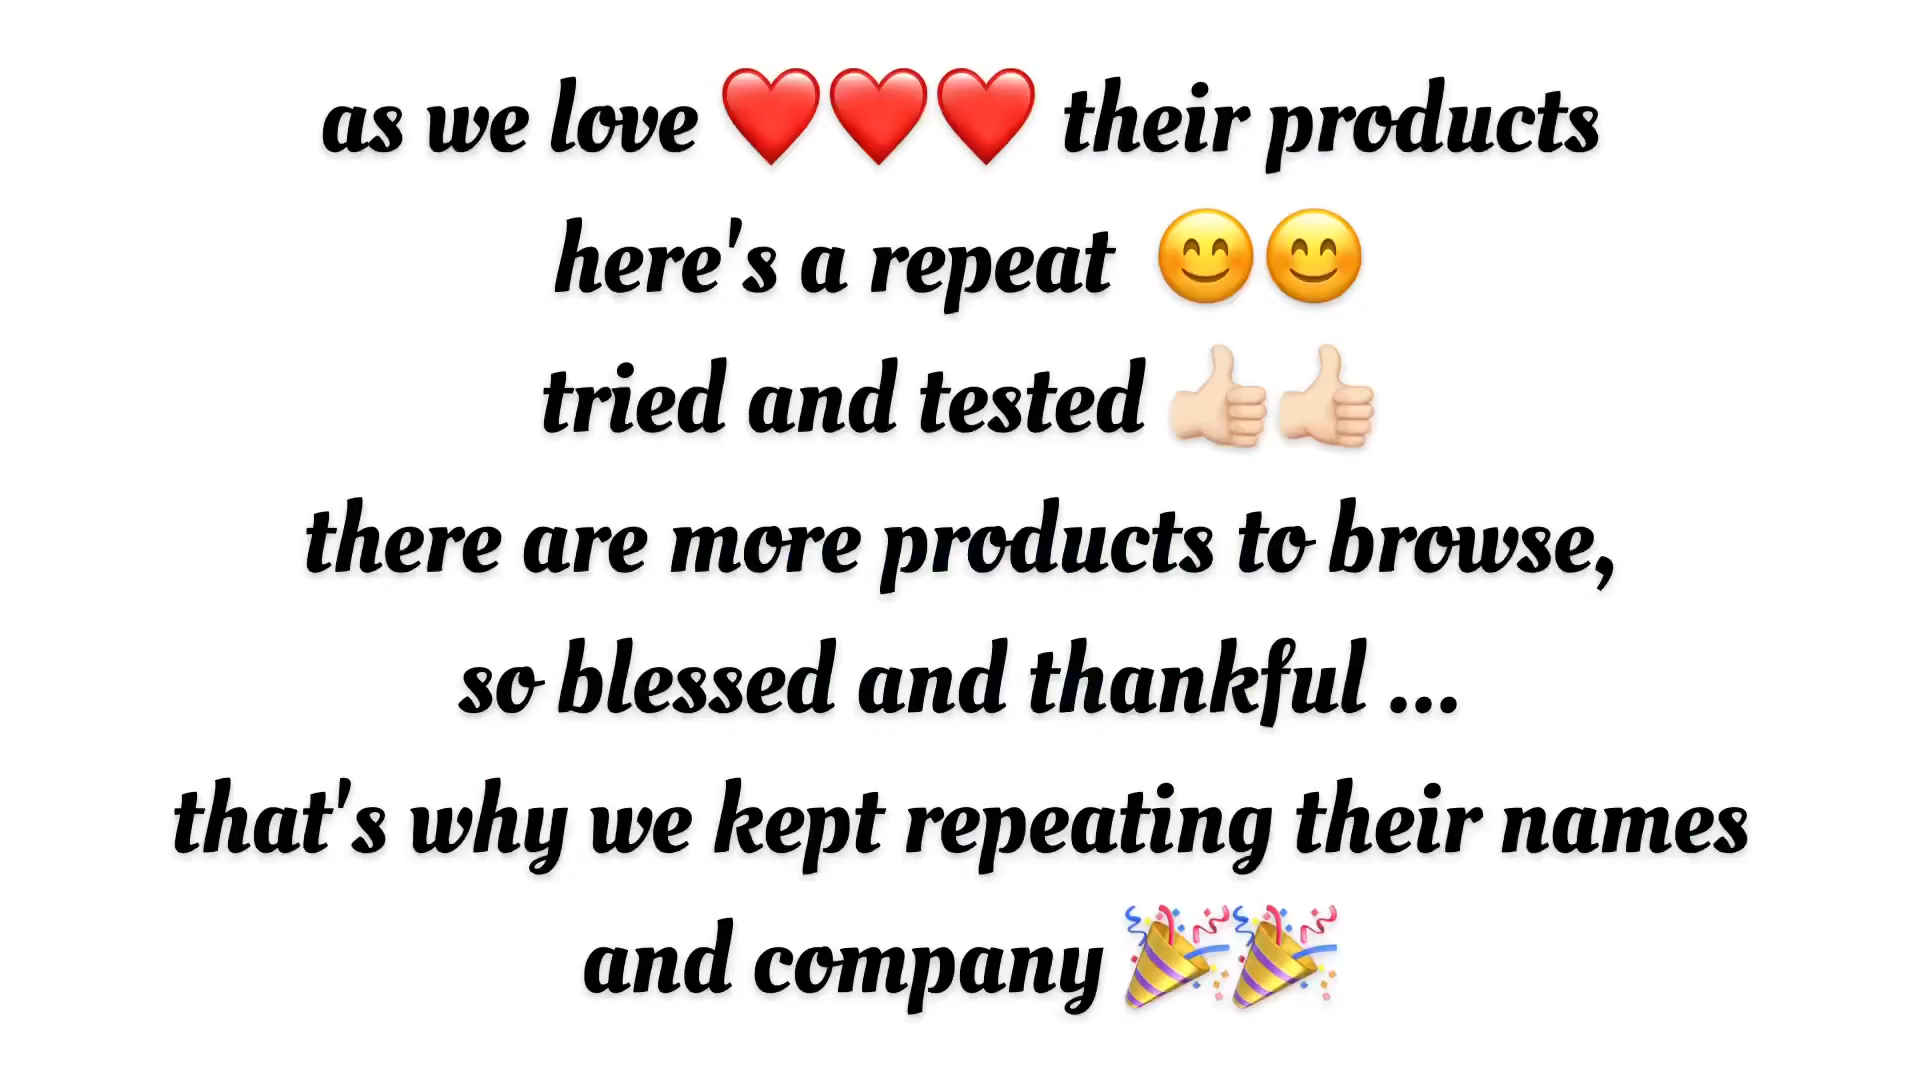 as we love ❤️❤️❤️ their products
here's a repeat 😊😊
tried and tested 👍🏻👍🏻
there are more products to browse,
so blessed and thankful ...
that's why we kept repeating their names
and company 🎉🎉